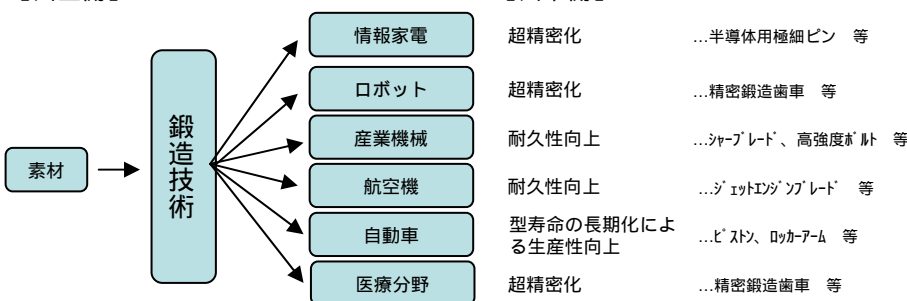 素材
鍛造技術
情報家電 超精密化 …半導体用極細ピン 等
ロボット 超精密化 …精密鍛造歯車 等
産業機械 耐久性向上 …ｼｬｰﾌﾞﾚｰﾄﾞ、高強度ﾎﾞﾙﾄ 等
航空機 耐久性向上 …ｼﾞｪｯﾄｴﾝｼﾞﾝﾌﾞﾚｰﾄﾞ 等
自動車 型寿命の長期化によ
る生産性向上 …ﾋﾟｽﾄﾝ、ﾛｯｶｰｱｰﾑ 等
医療分野 超精密化 …精密鍛造歯車 等